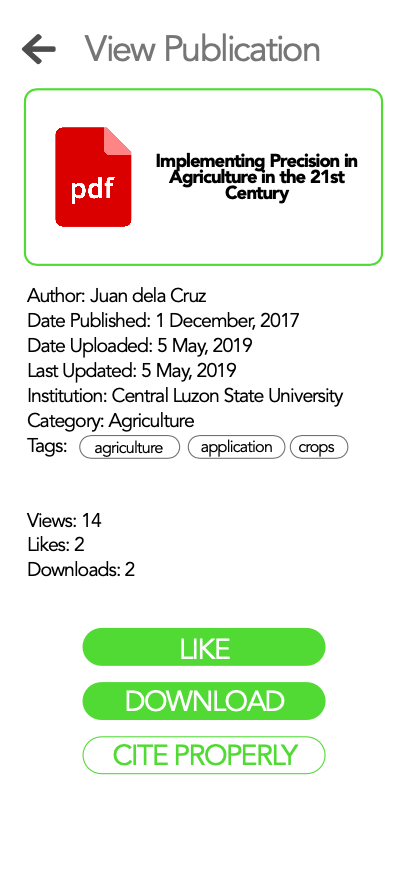 View Publication
pdf
Implementing Precision in
Agriculture in the 21st
Century
Author: Juan dela Cruz
Date Published: 1 December, 2017
Date Uploaded: 5 May, 2019
Last Updated: 5 May, 2019
Institution: Central Luzon State University
Category: Agriculture
Tags: agriculture application crops
Views: 14
Likes: 2
Downloads: 2
LIKE
DOWNLOAD
CITE PROPERLY